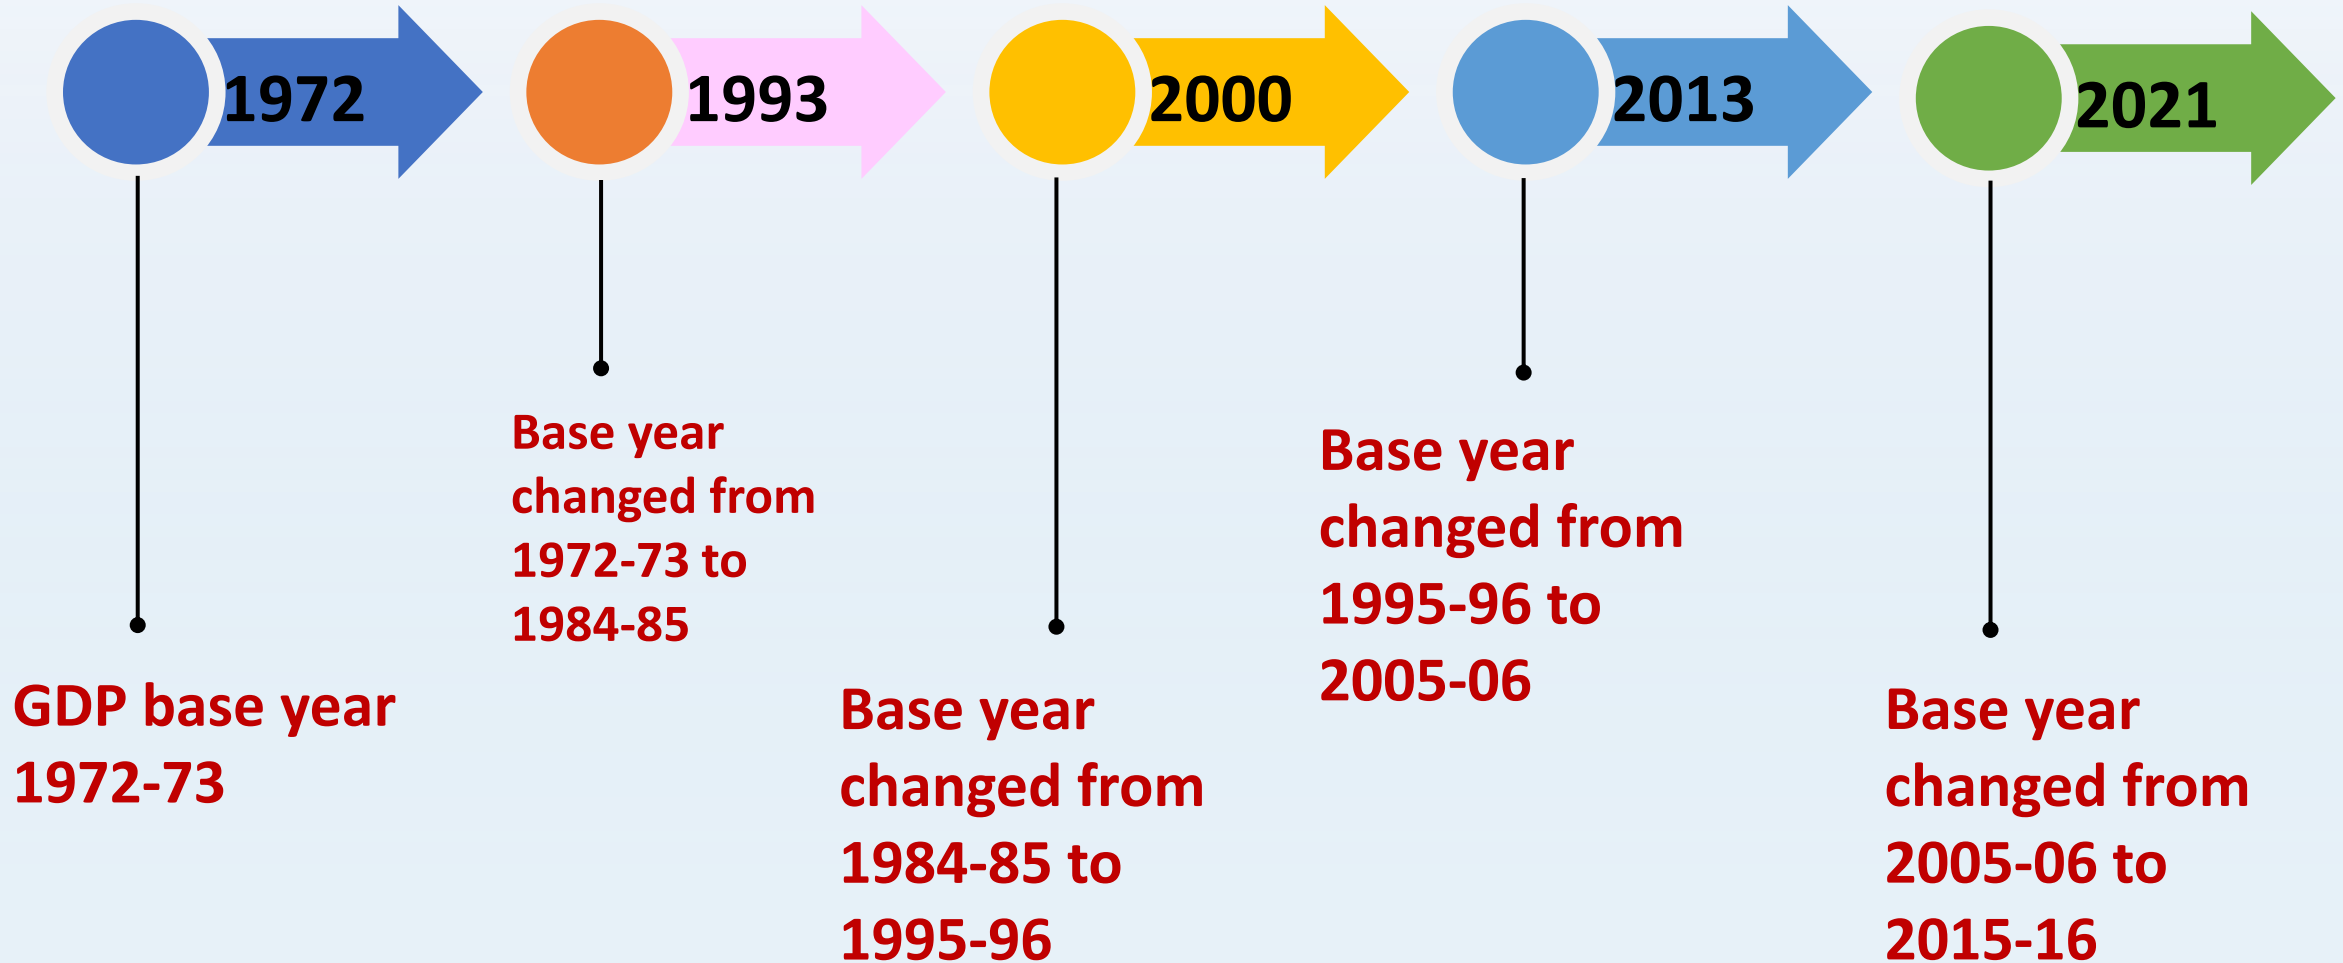 1972
1993
2000
2013
2021
GDP base year
1972-73
Base year
changed from
1972-73 to
1984-85
Base year
changed from
1984-85 to
1995-96
Base year
changed from
1995-96 to
2005-06
Base year
changed from
2005-06 to
2015-16